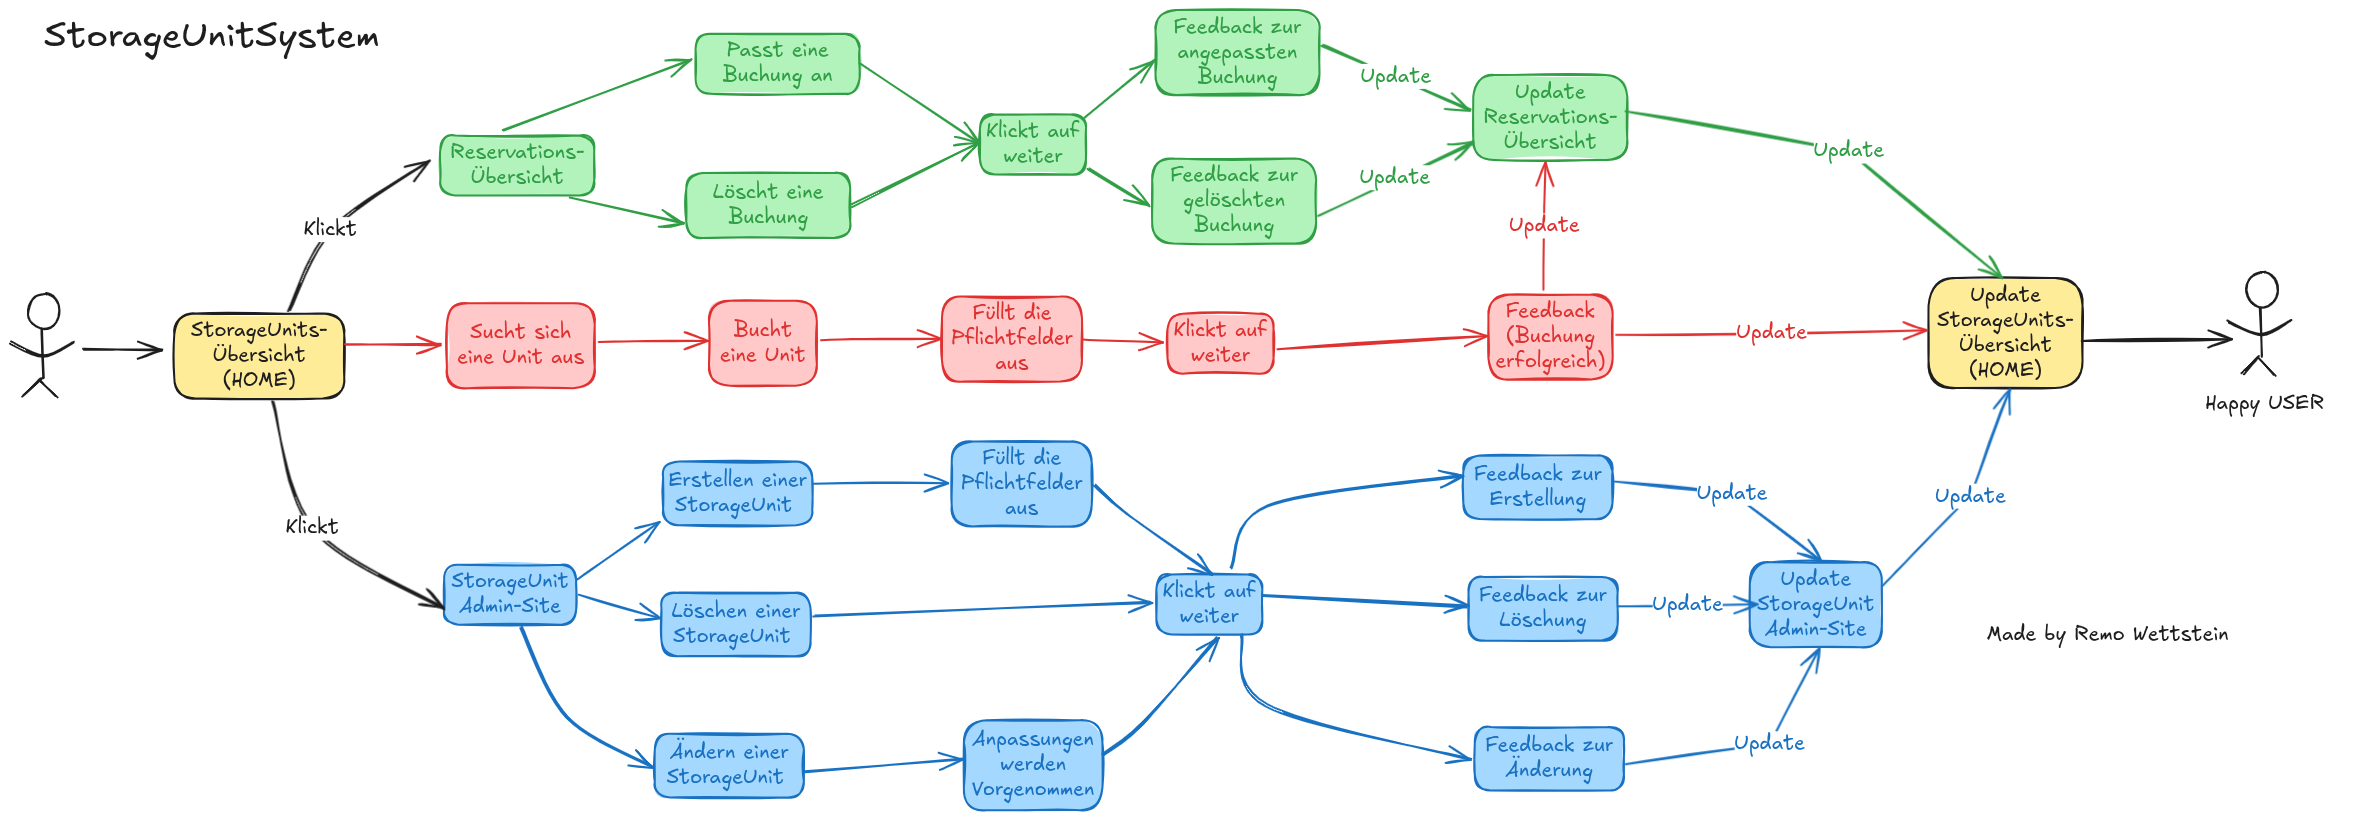 StorageUnitSystem
Klickt
Reservations-
Übersicht
Passt eine
Buchung an
Löscht eine
Buchung
Klickt auf
weiter
Feedback zur
angepassten
Buchung
Feedback zur
gelöschten
Buchung
Update
Update
Update
Reservations-
Übersicht
Update
StorageUnits-
Übersicht
(HOME)
Sucht sich
eine Unit aus
Bucht
eine Unit
Füllt die
Pflichtfelder
aus
Klickt auf
weiter
Feedback
(Buchung
erfolgreich)
Update
Update
Update
StorageUnits-
Übersicht
(HOME)
Happy USER
Klickt
StorageUnit
Admin-Site
Erstellen einer
StorageUnit
Füllt die
Pflichtfelder
aus
Löschen einer
StorageUnit
Ändern einer
StorageUnit
Anpassungen
werden
Vorgenommen
Klickt auf
weiter
Feedback zur
Erstellung
Update
Feedback zur
Löschung
Update
Feedback zur
Änderung
Update
Update
StorageUnit
Admin-Site
Update
Made by Remo Wettstein